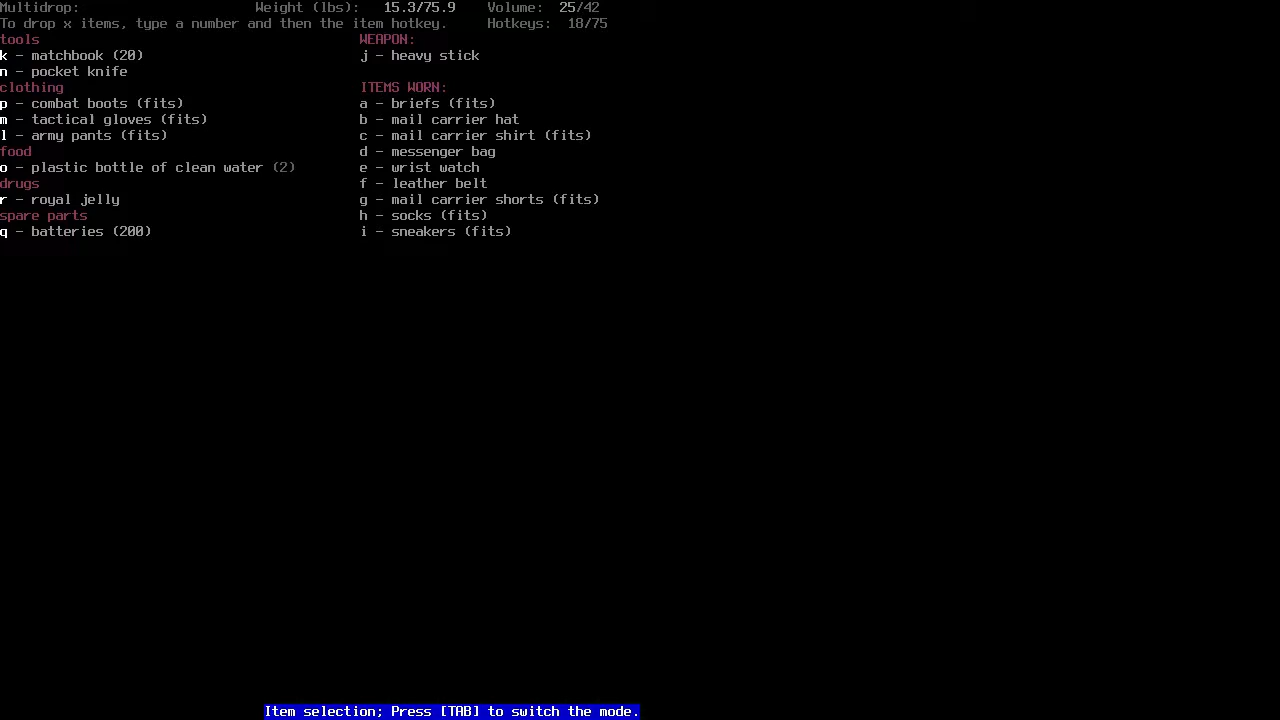 Multidrop: Weight (lbs): 15.3/75.9 Volume: 25/42
To drop x items, type a number and then the item hotkey. Hotkeys: 18/75
tools
k - matchbook (20)
n - pocket knife
clothing
p - combat boots (fits)
m - tactical gloves (fits)
l - army pants (fits)
food
o - plastic bottle of clean water (2)
drugs
r - royal jelly
spare parts
q - batteries (200)
WEAPON:
j - heavy stick
ITEMS WORN:
a - briefs (fits)
b - mail carrier hat
c - mail carrier shirt (fits)
d - messenger bag
e - wrist watch
f - leather belt
g - mail carrier shorts (fits)
h - socks (fits)
i - sneakers (fits)
Item selection; Press [TAB] to switch the mode.